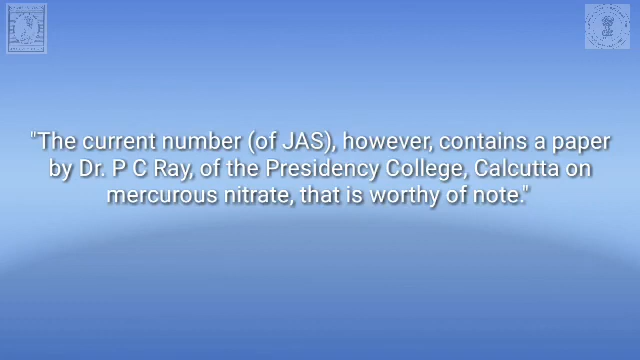 "The current number (of JAS), however, contains a paper
by Dr. P C Ray, of the Presidency College, Calcutta on
mercurous nitrate, that is worthy of note."